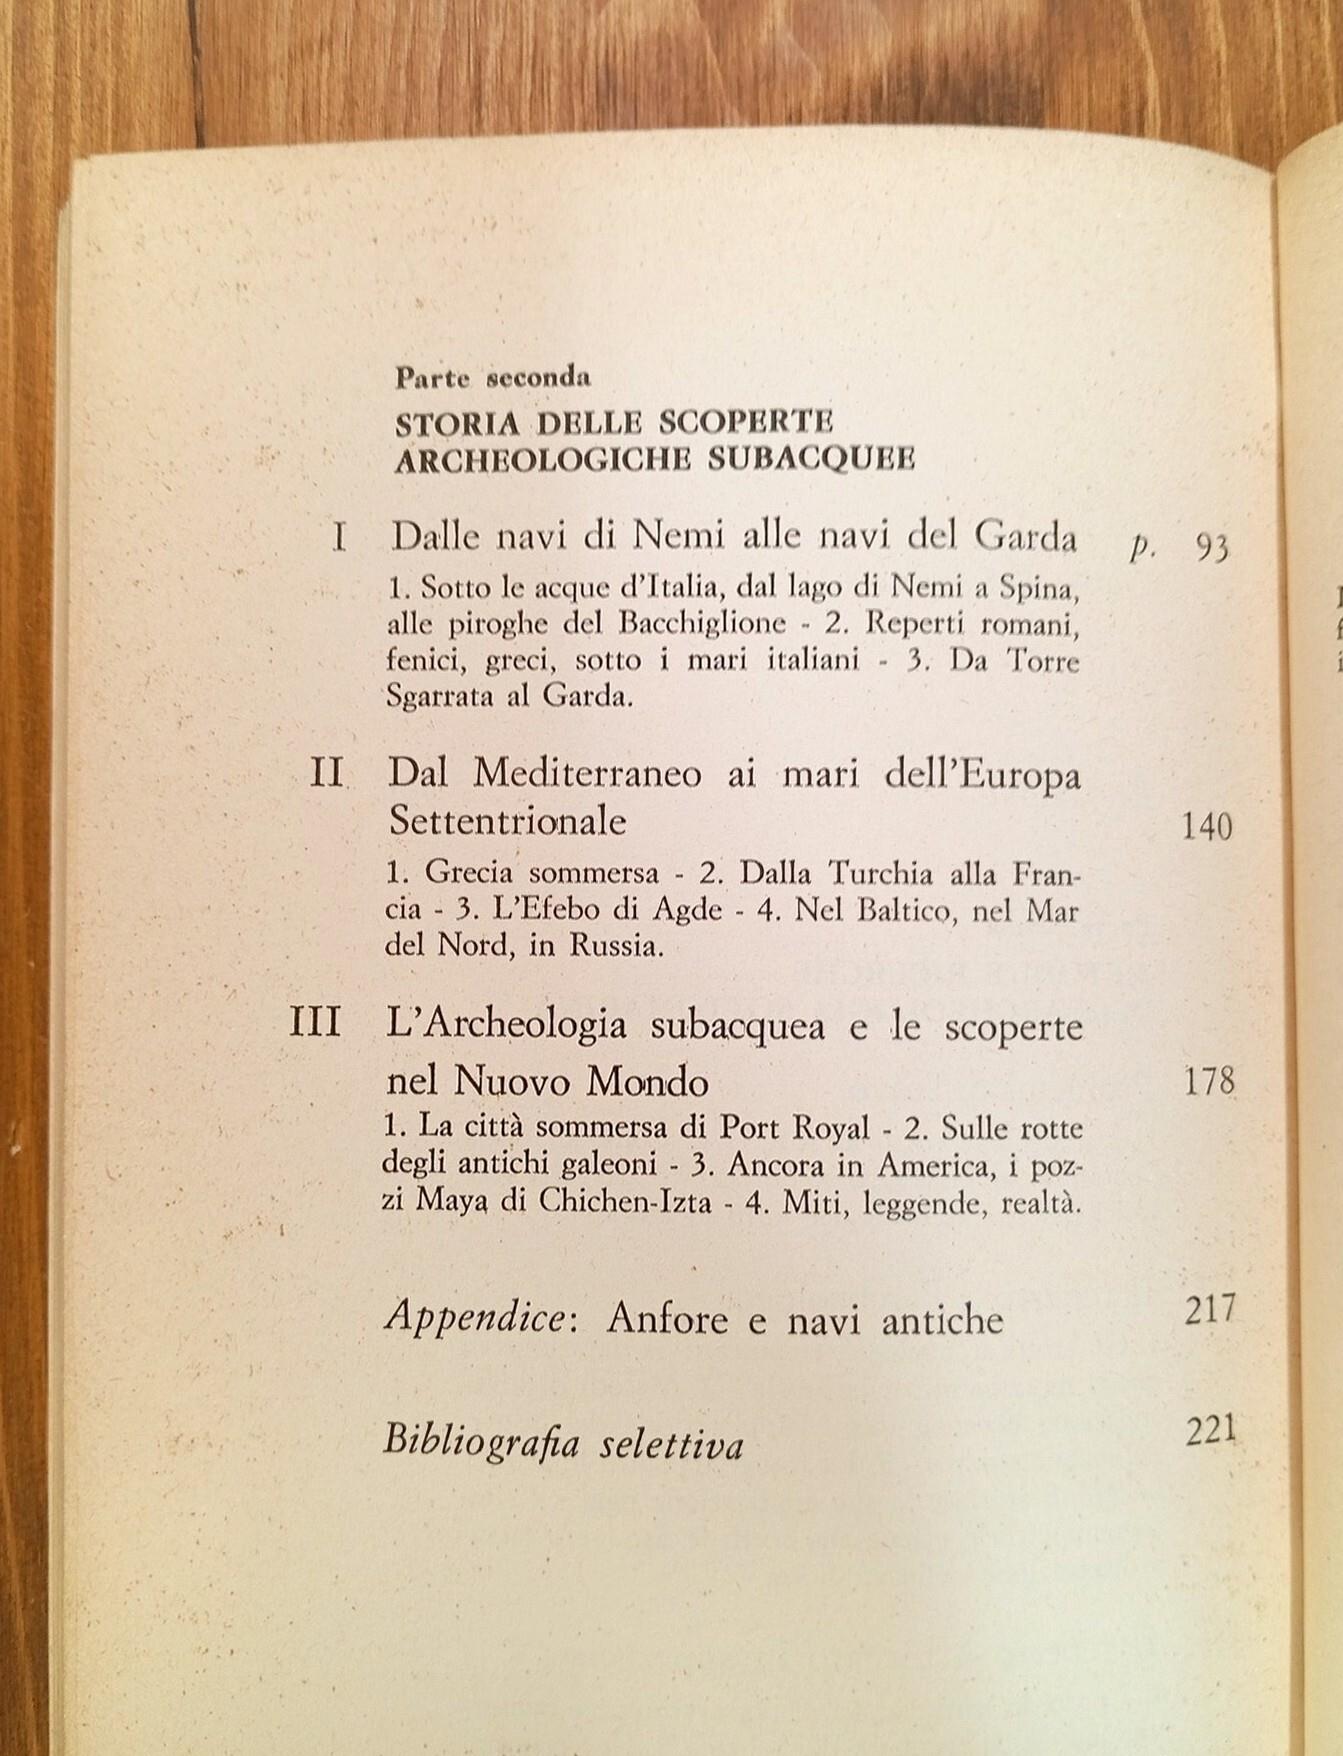 Parte seconda
STORIA DELLE SCOPERTE
ARCHEOLOGICHE SUBACQUEE
I Dalle navi di Nemi alle navi del Garda p. 93
1. Sotto le acque d'Italia, dal lago di Nemi a Spina,
alle piroghe del Bacchiglione - 2. Reperti romani,
fenici, greci, sotto i mari italiani - 3. Da Torre
Sgarrata al Garda.
II Dal Mediterraneo ai mari dell'Europa
Settentrionale 140
1. Grecia sommersa - 2. Dalla Turchia alla Fran-
cia - 3. L'Efebo di Agde - 4. Nel Baltico, nel Mar
del Nord, in Russia.
III L'Archeologia subacquea e le scoperte
nel Nuovo Mondo 178
1. La città sommersa di Port Royal - 2. Sulle rotte
degli antichi galeoni - 3. Ancora in America, i poz-
zi Maya di Chichen-Izta - 4. Miti, leggende, realtà.
Appendice: Anfore e navi antiche 217
Bibliografia selettiva 221